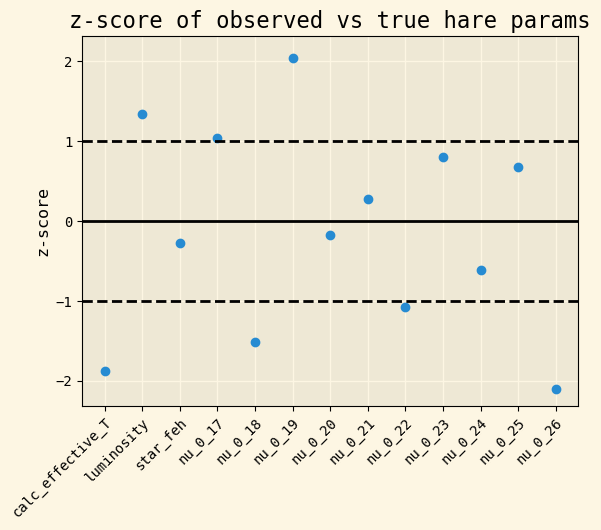 z-score of observed vs true hare params
z-score
2
1
0
−1
−2
calc_effective_T
luminosity
star_feh
nu_0_17
nu_0_18
nu_0_19
nu_0_20
nu_0_21
nu_0_22
nu_0_23
nu_0_24
nu_0_25
nu_0_26